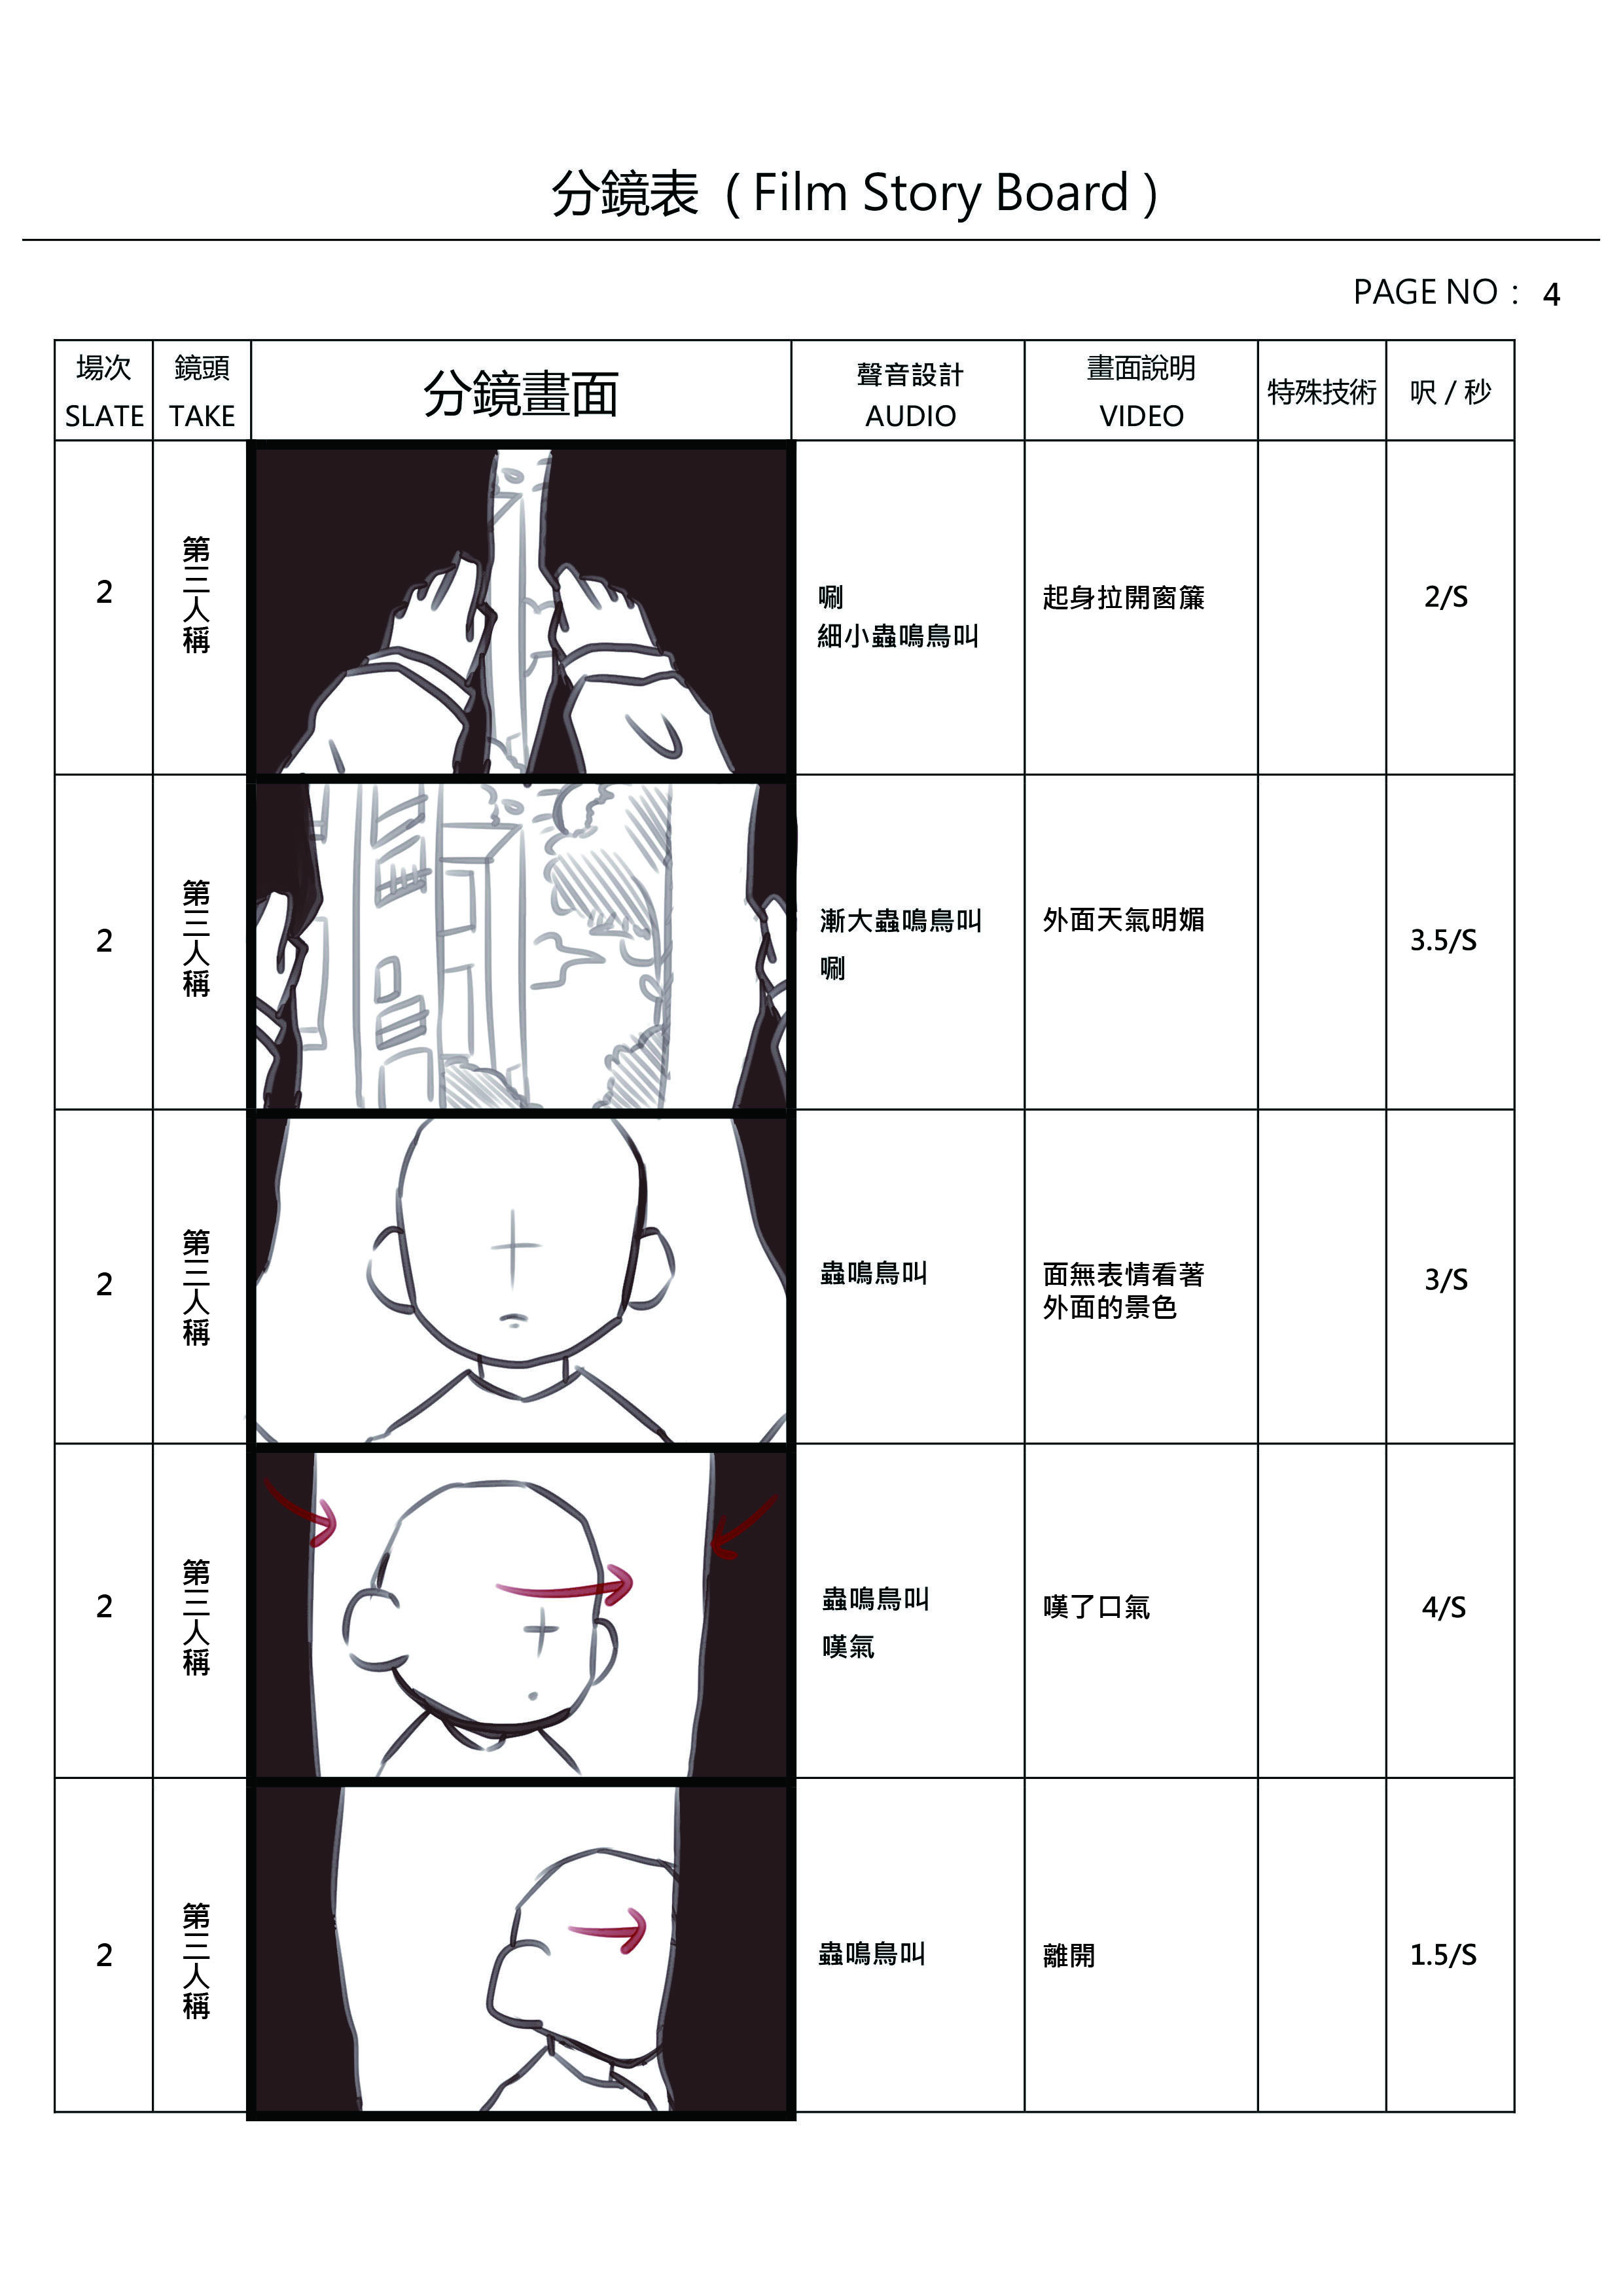 分鏡表（Film Story Board）
PAGE NO： 4
場次
SLATE
鏡頭
TAKE
分鏡畫面
聲音設計
AUDIO
畫面說明
VIDEO
特殊技術
呎 / 秒
2
第三人稱
唰
細小蟲鳴鳥叫
起身拉開窗簾
2/S
2
第三人稱
漸大蟲鳴鳥叫
唰
外面天氣明媚
3.5/S
2
第三人稱
蟲鳴鳥叫
面無表情看著
外面的景色
3/S
2
第三人稱
蟲鳴鳥叫
嘆氣
嘆了口氣
4/S
2
第三人稱
蟲鳴鳥叫
離開
1.5/S